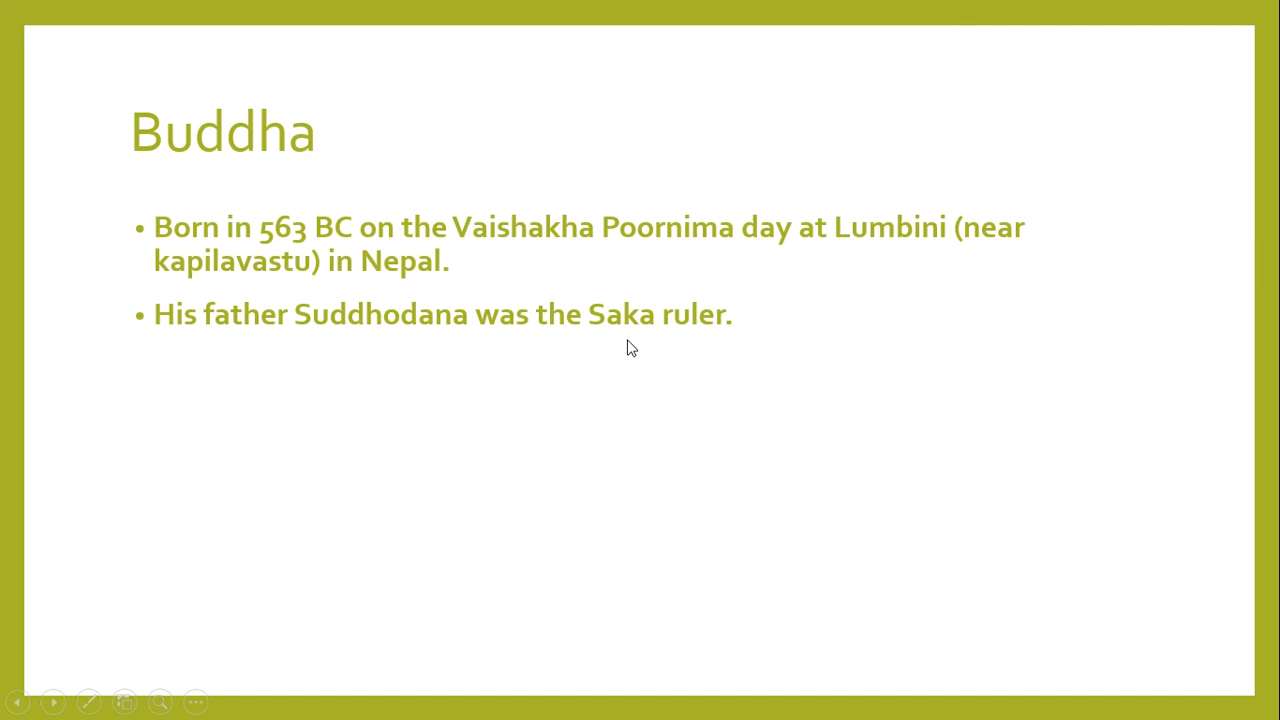 Buddha
• Born in 563 BC on the Vaishakha Poornima day at Lumbini (near
kapilavastu) in Nepal.
• His father Suddhodana was the Saka ruler.